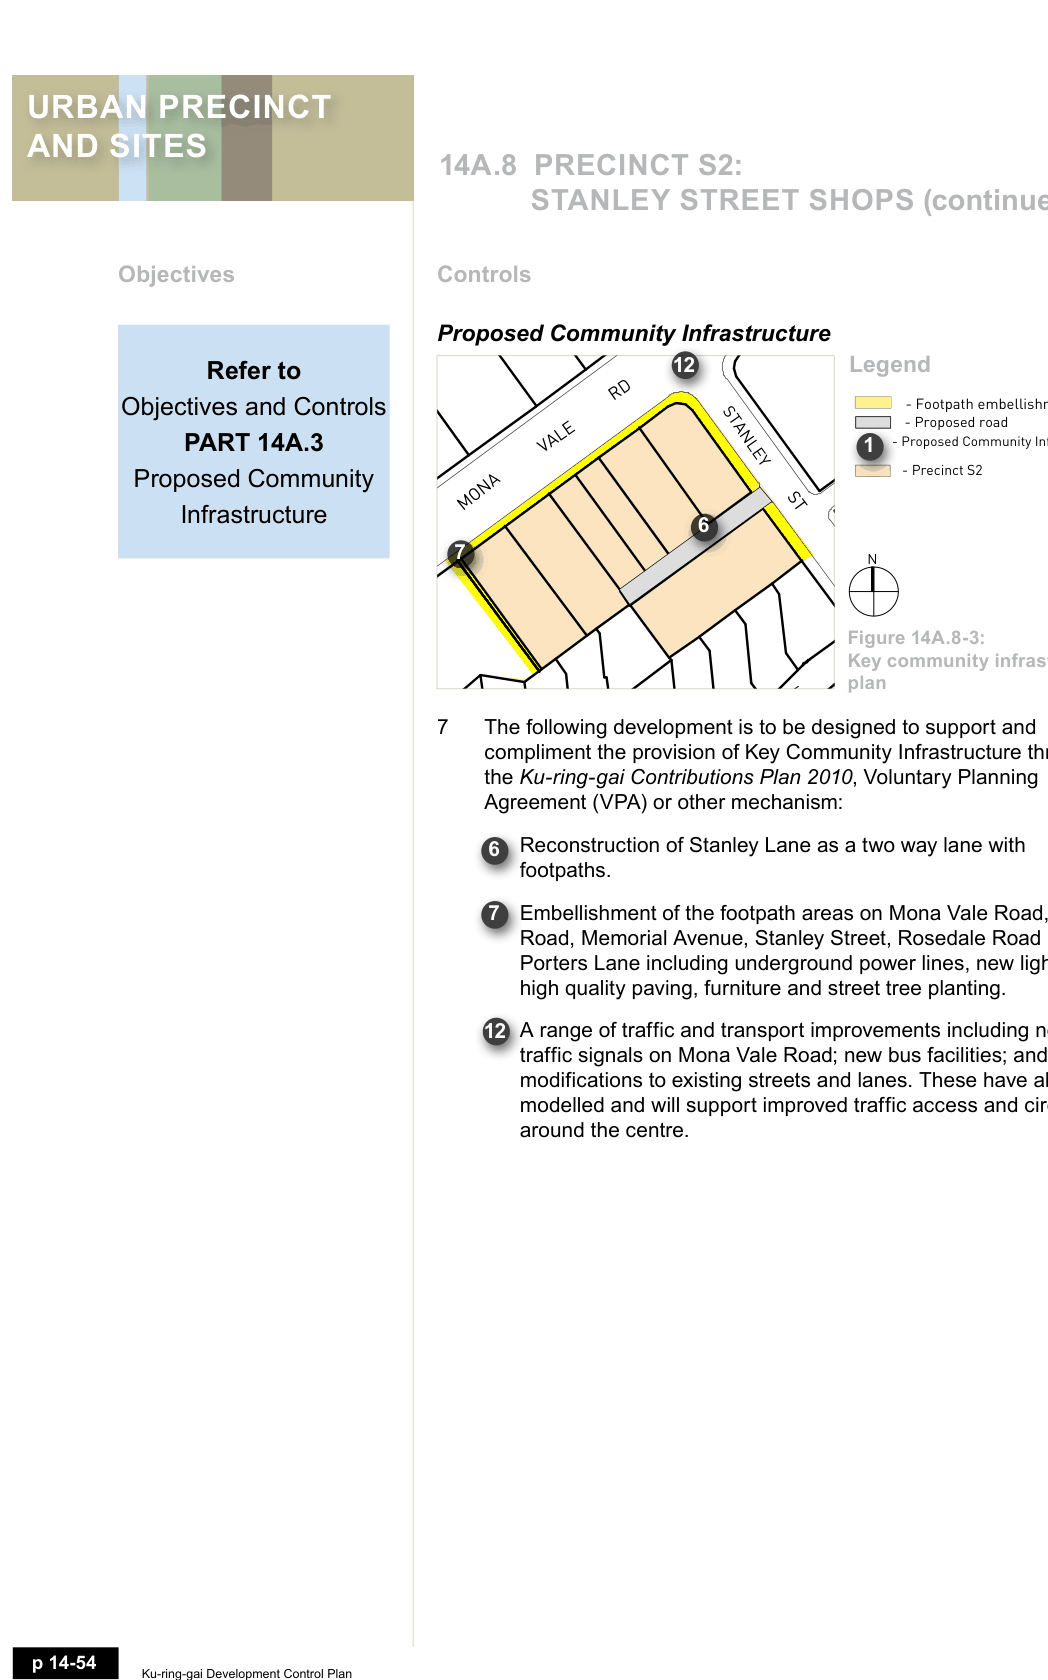 URBAN PRECINCT
AND SITES
14A.8 PRECINCT S2:
STANLEY STREET SHOPS
Objectives
Controls
Refer to
Objectives and Controls
PART 14A.3
Proposed Community
Infrastructure
Proposed Community Infrastructure
MONA VALE RD
STANLEY ST
12
6
7
Legend
- Footpath
- Proposed road
1 - Proposed Community
- Precinct S2
N
Figure 14A.8-3:
Key community
plan
7 The following development is to be designed to support and
compliment the provision of Key Community Infrastructure
the Ku-ring-gai Contributions Plan 2010, Voluntary Planning
Agreement (VPA) or other mechanism:
6 Reconstruction of Stanley Lane as a two way lane with
footpaths.
7 Embellishment of the footpath areas on Mona Vale Road,
Road, Memorial Avenue, Stanley Street, Rosedale Road
Porters Lane including underground power lines, new
high quality paving, furniture and street tree planting.
12 A range of traffic and transport improvements including
traffic signals on Mona Vale Road; new bus facilities; and
modifications to existing streets and lanes. These have
modelled and will support improved traffic access and
around the centre.
p 14-54
Ku-ring-gai Development Control Plan